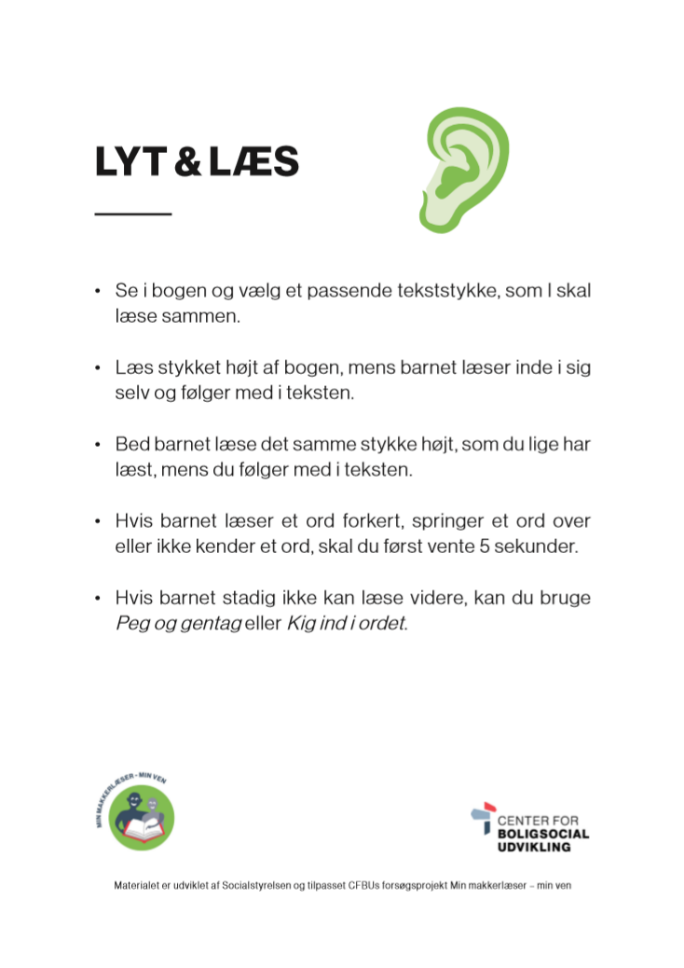 LYT & LÆS
• Se i bogen og vælg et passende tekststykke, som I skal
læse sammen.
• Læs stykket højt af bogen, mens barnet læser inde i sig
selv og følger med i teksten.
• Bed barnet læse det samme stykke højt, som du lige har
læst, mens du følger med i teksten.
• Hvis barnet læser et ord forkert, springer et ord over
eller ikke kender et ord, skal du først vente 5 sekunder.
• Hvis barnet stadig ikke kan læse videre, kan du bruge
Peg og gentag eller Kig ind i ordet.
MIN MAKKERLÆSER - MIN VEN
CENTER FOR
BOLIGSOCIAL
UDVIKLING
Materialet er udviklet af Socialstyrelsen og tilpasset CFBUs forsøgsprojekt Min makkerlæser – min ven